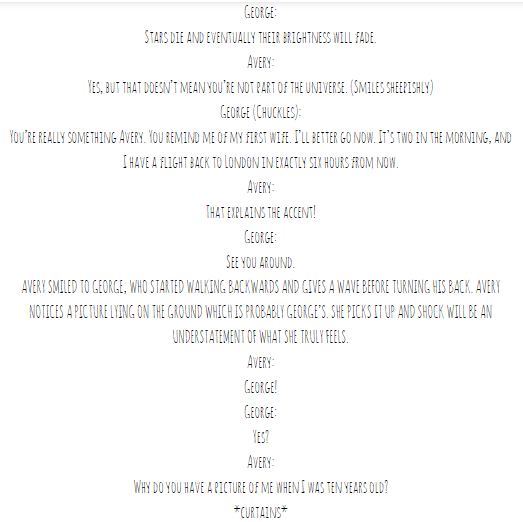 George:
Stars die and eventually their brightness will fade.
Avery:
Yes, but that doesn't mean you're not part of the universe. (Smiles sheepishly)
George (Chuckles):
You're really something Avery. You remind me of my first wife. I'll better go now. It's two in the morning, and
I have a flight back to London in exactly six hours from now.
Avery:
That explains the accent!
George:
See you around.
Avery smiled to George, who started walking backwards and gives a wave before turning his back. Avery
notices a picture lying on the ground which is probably George's. She picks it up and shock will be an
understatement of what she truly feels.
Avery:
George!
George:
Yes?
Avery:
Why do you have a picture of me when I was ten years old?
*curtains*